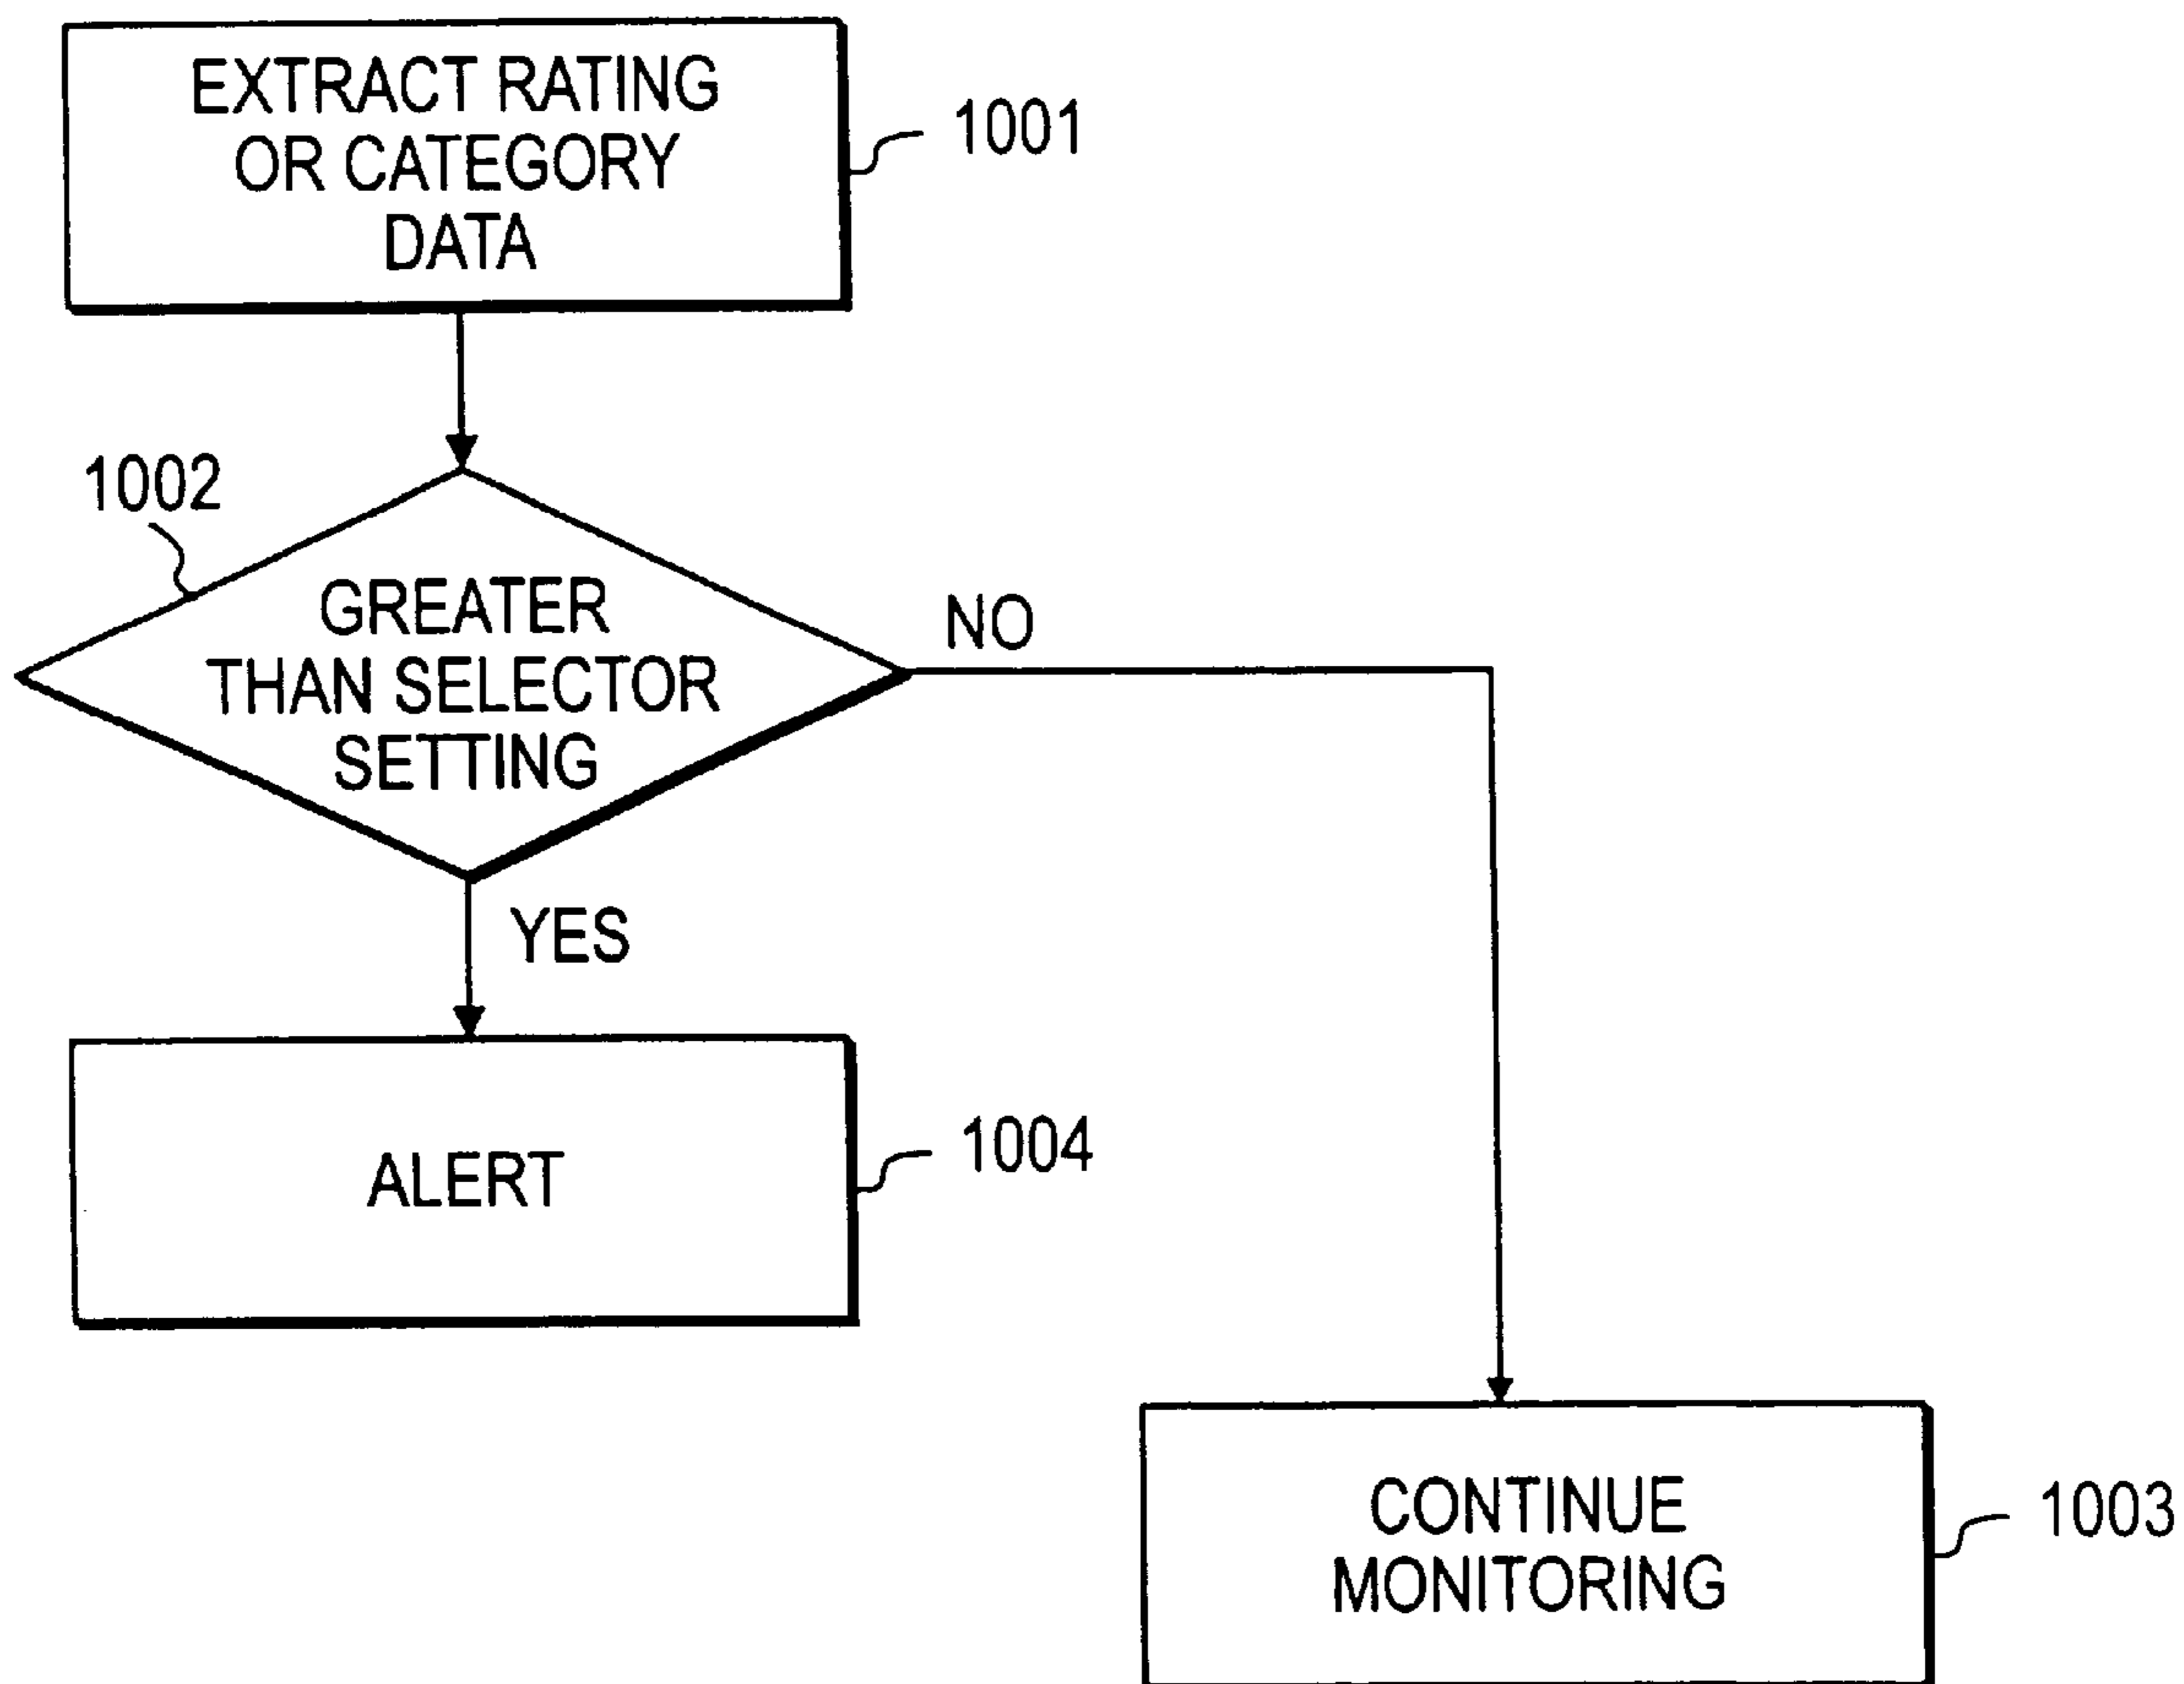 EXTRACT RATING
OR CATEGORY
DATA
1001
1002
GREATER
THAN SELECTOR
SETTING
NO
YES
ALERT
1004
CONTINUE
MONITORING
1003